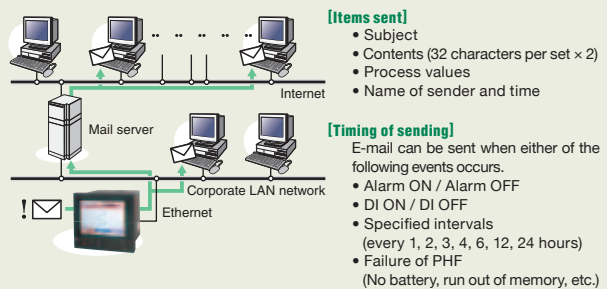 Internet
Mail server
Corporate LAN network
Ethernet
!
[Items sent]
• Subject
• Contents (32 characters per set × 2)
• Process values
• Name of sender and time
[Timing of sending]
E-mail can be sent when either of the
following events occurs.
• Alarm ON / Alarm OFF
• DI ON / DI OFF
• Specified intervals
(every 1, 2, 3, 4, 6, 12, 24 hours)
• Failure of PHF
(No battery, run out of memory, etc.)